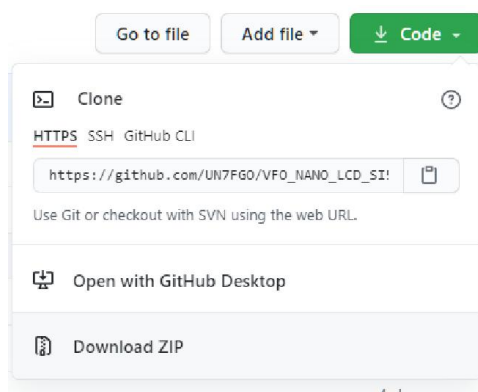 Go to file Add file Code
Clone
HTTPS SSH GitHub CLI
https://github.com/UN7FGO/VFO_NANO_LCD_SI
Use Git or checkout with SVN using the web URL.
Open with GitHub Desktop
Download ZIP